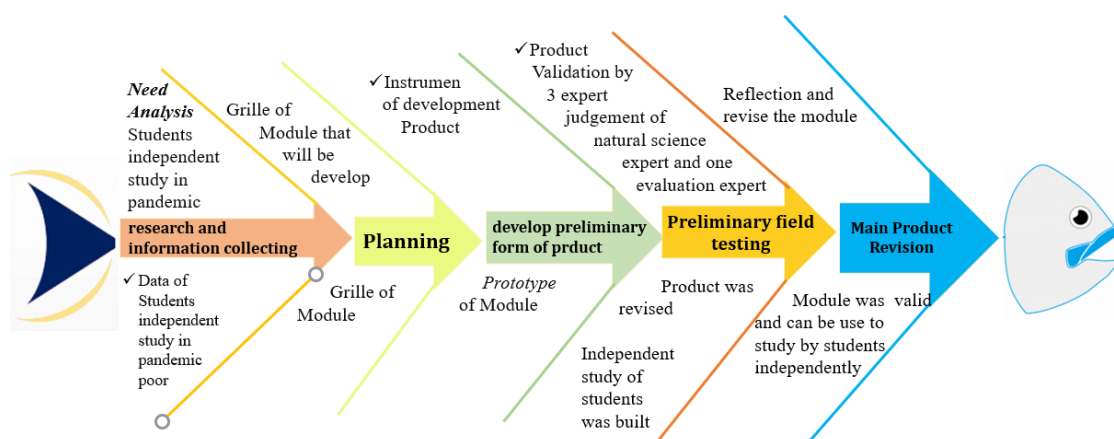 Need
Analysis
Students
independent
study in
pandemic
Grille of
Module that
will be
develop
✓ Instrumen
of development
Product
✓ Product
Validation by
3 expert
judgement of
natural science
expert and one
evaluation expert
Reflection and
revise the module
research and
information collecting
Planning
develop preliminary
form of prduct
Preliminary field
testing
Main Product
Revision
✓ Data of
Students
independent
study in
pandemic
poor
Grille of
Module
Prototype
of Module
Product was
revised
Independent
study of
students
was built
Module was valid
and can be use to
study by students
independently